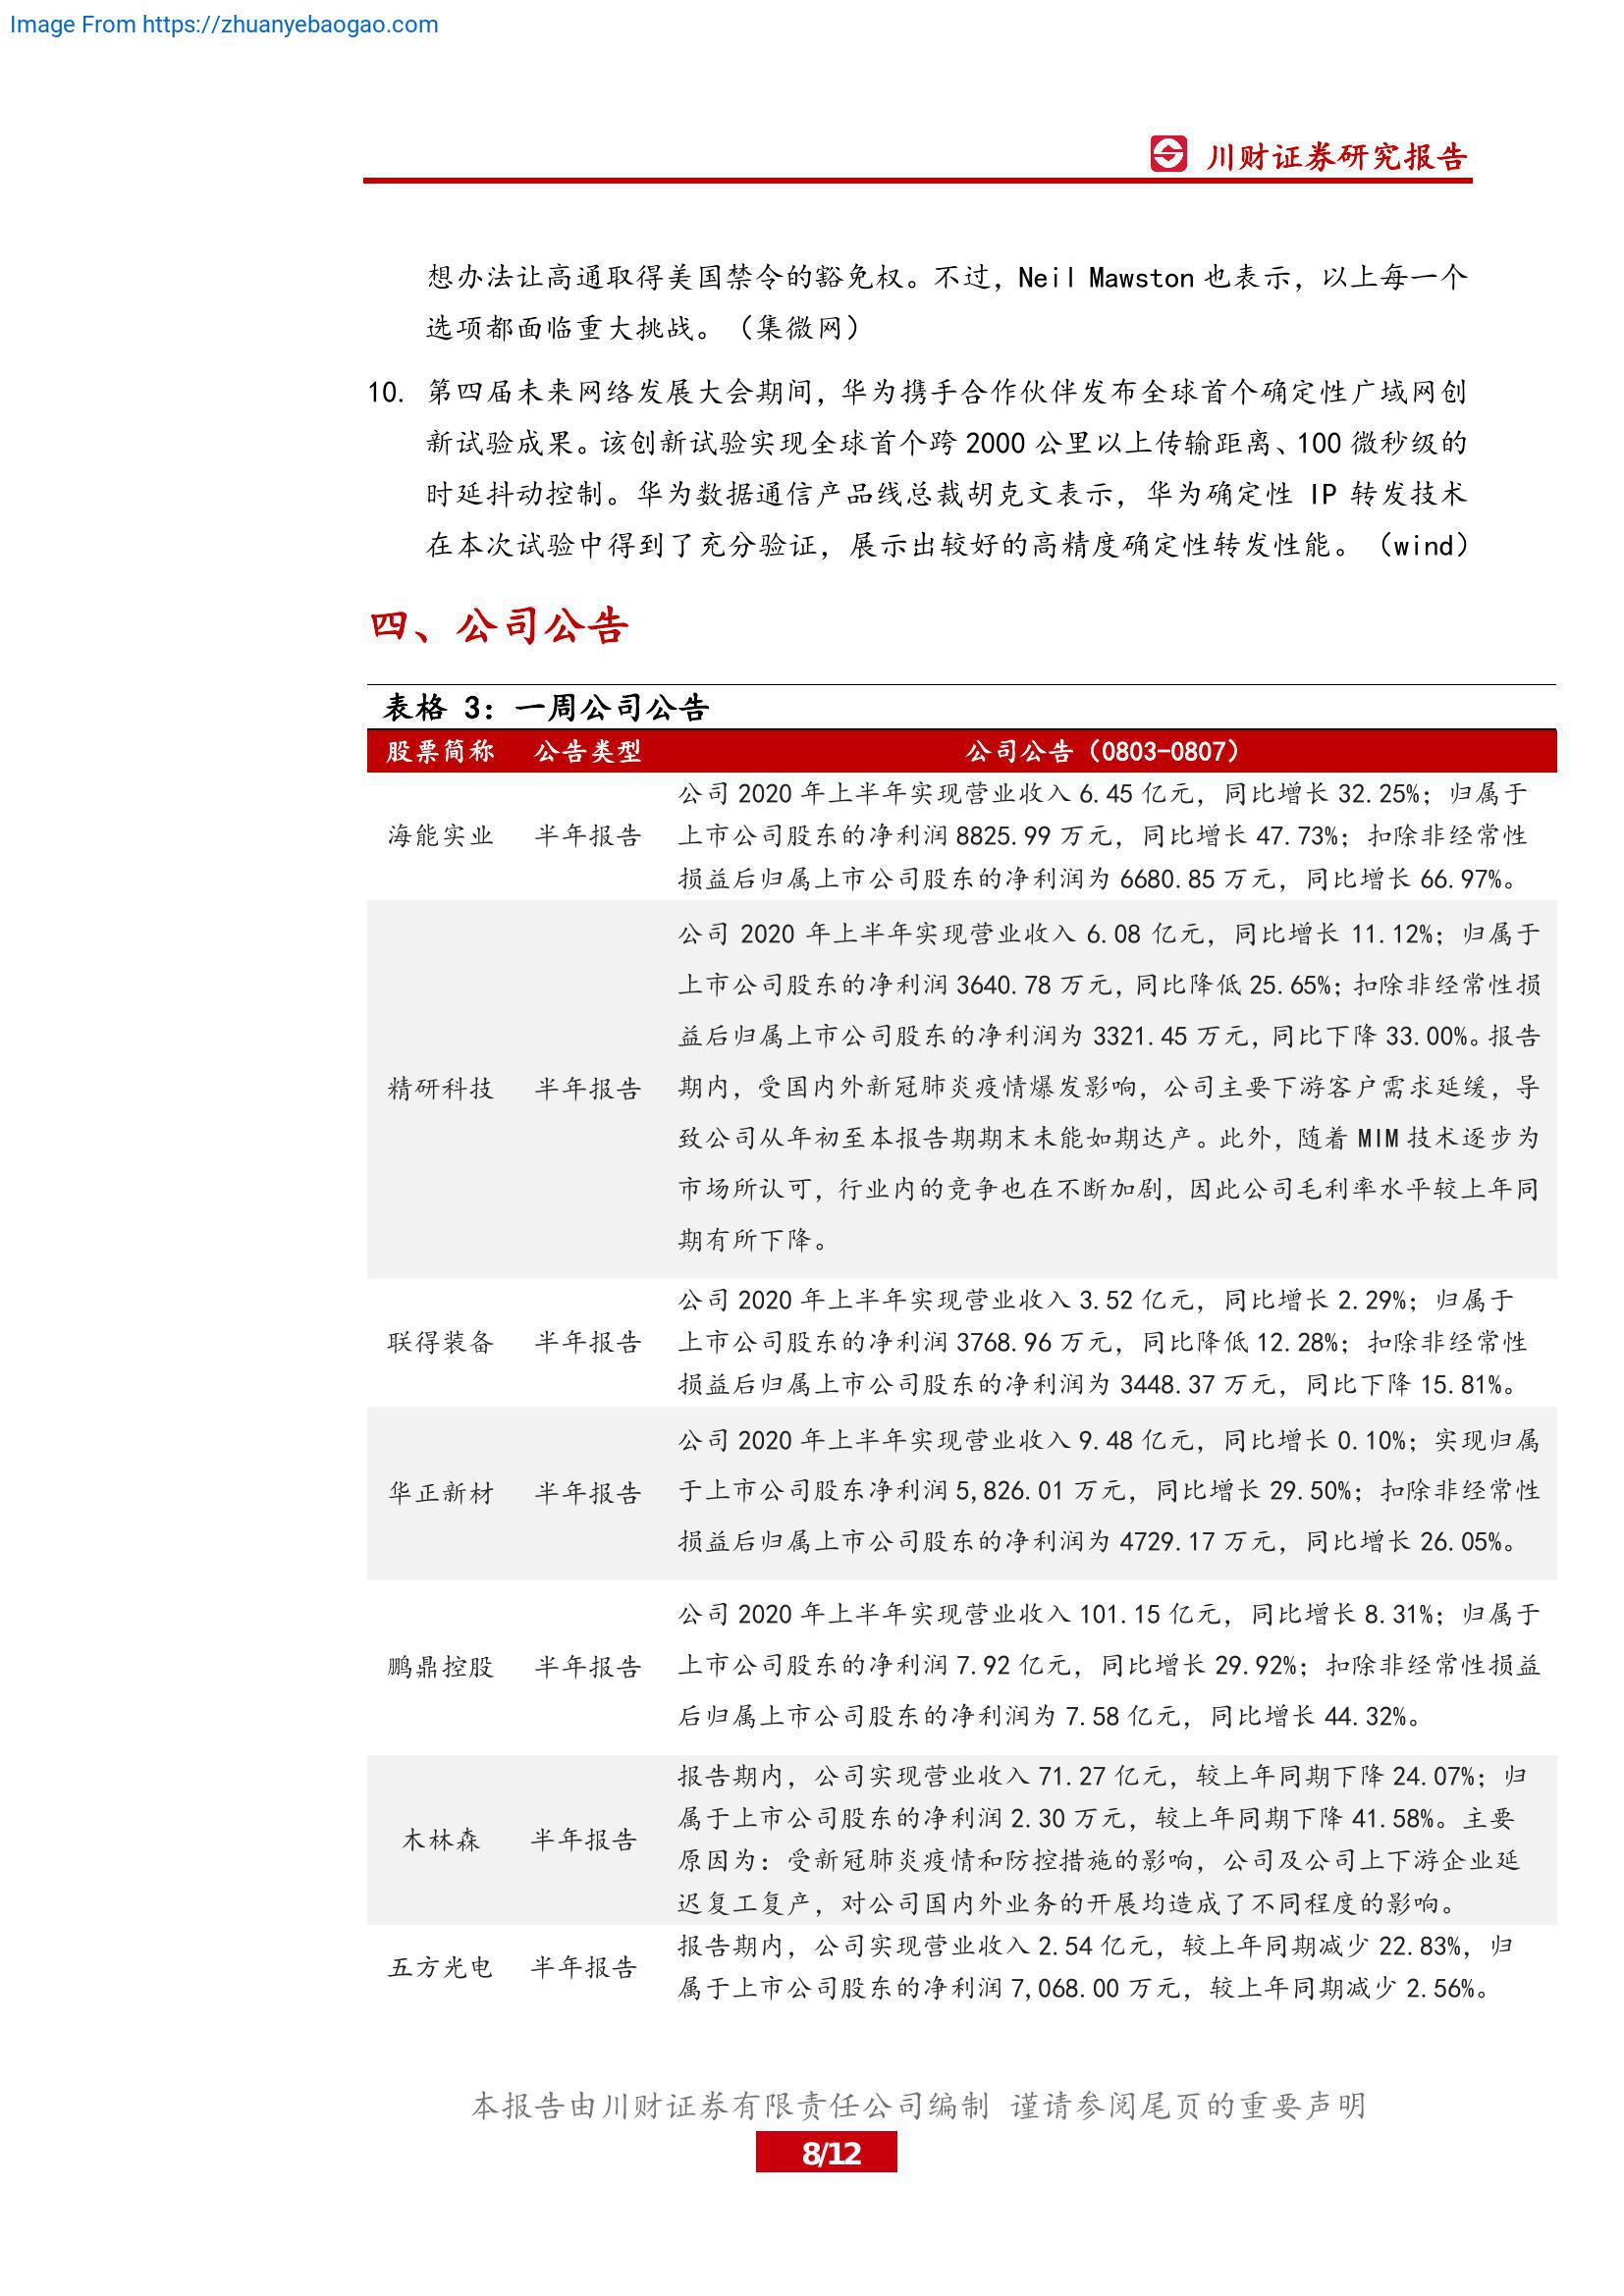 Image From https://zhuanyebaogao.com
川财证券研究报告
想办法让高通取得美国禁令的豁免权。不过，Neil Mawston 也表示，以上每一个
选项都面临重大挑战。（集微网）
10. 第四届未来网络发展大会期间，华为携手合作伙伴发布全球首个确定性广域网创
新试验成果。该创新试验实现全球首个跨 2000 公里以上传输距离、100 微秒级的
时延抖动控制。华为数据通信产品线总裁胡克文表示，华为确定性 IP 转发技术
在本次试验中得到了充分验证，展示出较好的高精度确定性转发性能。（wind）
四、公司公告
表格 3：一周公司公告
股票简称 公告类型 公司公告（0803-0807）
公司 2020 年上半年实现营业收入 6.45 亿元，同比增长 32.25%；归属于
海能实业 半年报告 上市公司股东的净利润 8825.99 万元，同比增长 47.73%；扣除非经常性
损益后归属上市公司股东的净利润为 6680.85 万元，同比增长 66.97%。
公司 2020 年上半年实现营业收入 6.08 亿元，同比增长 11.12%；归属于
上市公司股东的净利润 3640.78 万元，同比降低 25.65%；扣除非经常性损
益后归属上市公司股东的净利润为 3321.45 万元，同比下降 33.00%。报告
精研科技 半年报告 期内，受国内外新冠肺炎疫情爆发影响，公司主要下游客户需求延缓，导
致公司从年初至本报告期期末未能如期达产。此外，随着 MIM 技术逐步为
市场所认可，行业内的竞争也在不断加剧，因此公司毛利率水平较上年同
期有所下降。
公司 2020 年上半年实现营业收入 3.52 亿元，同比增长 2.29%；归属于
联得装备 半年报告 上市公司股东的净利润 3768.96 万元，同比降低 12.28%；扣除非经常性
损益后归属上市公司股东的净利润为 3448.37 万元，同比下降 15.81%。
公司 2020 年上半年实现营业收入 9.48 亿元，同比增长 0.10%；实现归属
华正新材 半年报告 于上市公司股东净利润 5,826.01 万元，同比增长 29.50%；扣除非经常性
损益后归属上市公司股东的净利润为 4729.17 万元，同比增长 26.05%。
公司 2020 年上半年实现营业收入 101.15 亿元，同比增长 8.31%；归属于
鹏鼎控股 半年报告 上市公司股东的净利润 7.92 亿元，同比增长 29.92%；扣除非经常性损益
后归属上市公司股东的净利润为 7.58 亿元，同比增长 44.32%。
报告期内，公司实现营业收入 71.27 亿元，较上年同期下降 24.07%；归
属于上市公司股东的净利润 2.30 万元，较上年同期下降 41.58%。主要
木林森 半年报告 原因为：受新冠肺炎疫情和防控措施的影响，公司及公司上下游企业延
迟复工复产，对公司国内外业务的开展均造成了不同程度的影响。
报告期内，公司实现营业收入 2.54 亿元，较上年同期减少 22.83%，归
五方光电 半年报告 属于上市公司股东的净利润 7,068.00 万元，较上年同期减少 2.56%。
本报告由川财证券有限责任公司编制 谨请参阅尾页的重要声明
8/12